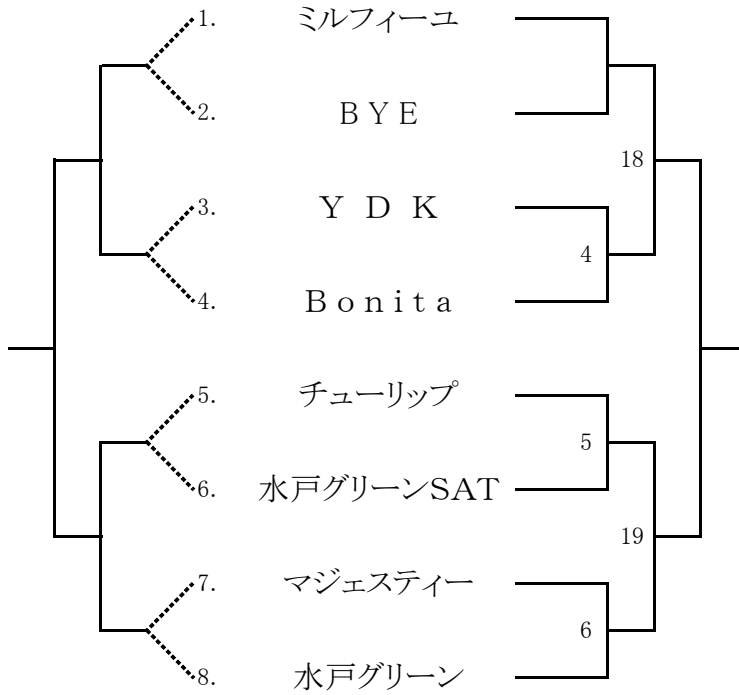 1. ミルフィーユ
2. ＢＹＥ
18
3. Ｙ　Ｄ　Ｋ
4
4. Ｂｏｎｉｔａ
5. チューリップ
5
6. 水戸グリーンSAT
19
7. マジェスティー
6
8. 水戸グリーン